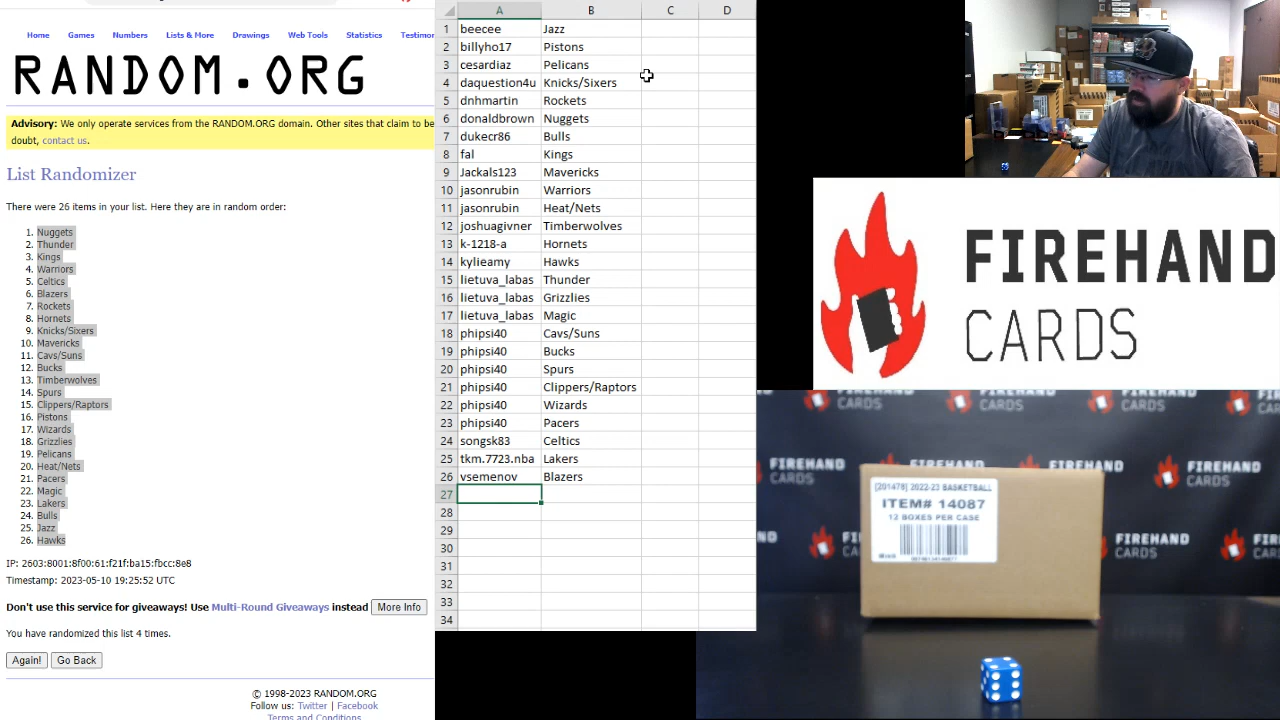 Home Games Numbers Lists & More Drawings Web Tools Statistics Testimor
RANDOM.ORG
Advisory: We only operate services from the RANDOM.ORG domain. Other sites that claim to be
doubt, contact us.
List Randomizer
There were 26 items in your list. Here they are in random order:
1. Nuggets
2. Thunder
3. Kings
4. Warriors
5. Celtics
6. Blazers
7. Rockets
8. Hornets
9. Knicks/Sixers
10. Mavericks
11. Cavs/Suns
12. Bucks
13. Timberwolves
14. Spurs
15. Clippers/Raptors
16. Pistons
17. Wizards
18. Grizzlies
19. Pelicans
20. Heat/Nets
21. Pacers
22. Magic
23. Lakers
24. Bulls
25. Jazz
26. Hawks
IP: 2603:8001:8f00:61:f21f:ba15:fbcc:8e8
Timestamp: 2023-05-10 19:25:52 UTC
Don't use this service for giveaways! Use Multi-Round Giveaways instead More Info
You have randomized this list 4 times.
Again! Go Back
© 1998-2023 RANDOM.ORG
Follow us: Twitter | Facebook
Terms and Conditions
A B C D
1 beecee Jazz
2 billyho17 Pistons
3 cesardiaz Pelicans
4 daquestion4u Knicks/Sixers
5 dnhmartin Rockets
6 donaldbrown Nuggets
7 dukecr86 Bulls
8 fal Kings
9 Jackals123 Mavericks
10 jasonrubin Warriors
11 jasonrubin Heat/Nets
12 joshuagivner Timberwolves
13 k-1218-a Hornets
14 kylieamy Hawks
15 lietuva_labas Thunder
16 lietuva_labas Grizzlies
17 lietuva_labas Magic
18 phipsi40 Cavs/Suns
19 phipsi40 Bucks
20 phipsi40 Spurs
21 phipsi40 Clippers/Raptors
22 phipsi40 Wizards
23 phipsi40 Pacers
24 songsk83 Celtics
25 tkm.7723.nba Lakers
26 vsemenov Blazers
27
28
29
30
31
32
33
34
FIREHAND
CARDS
FIREHAND
CARDS
[201478] 2022-23 BASKETBALL
ITEM# 14087
12 BOXES PER CASE